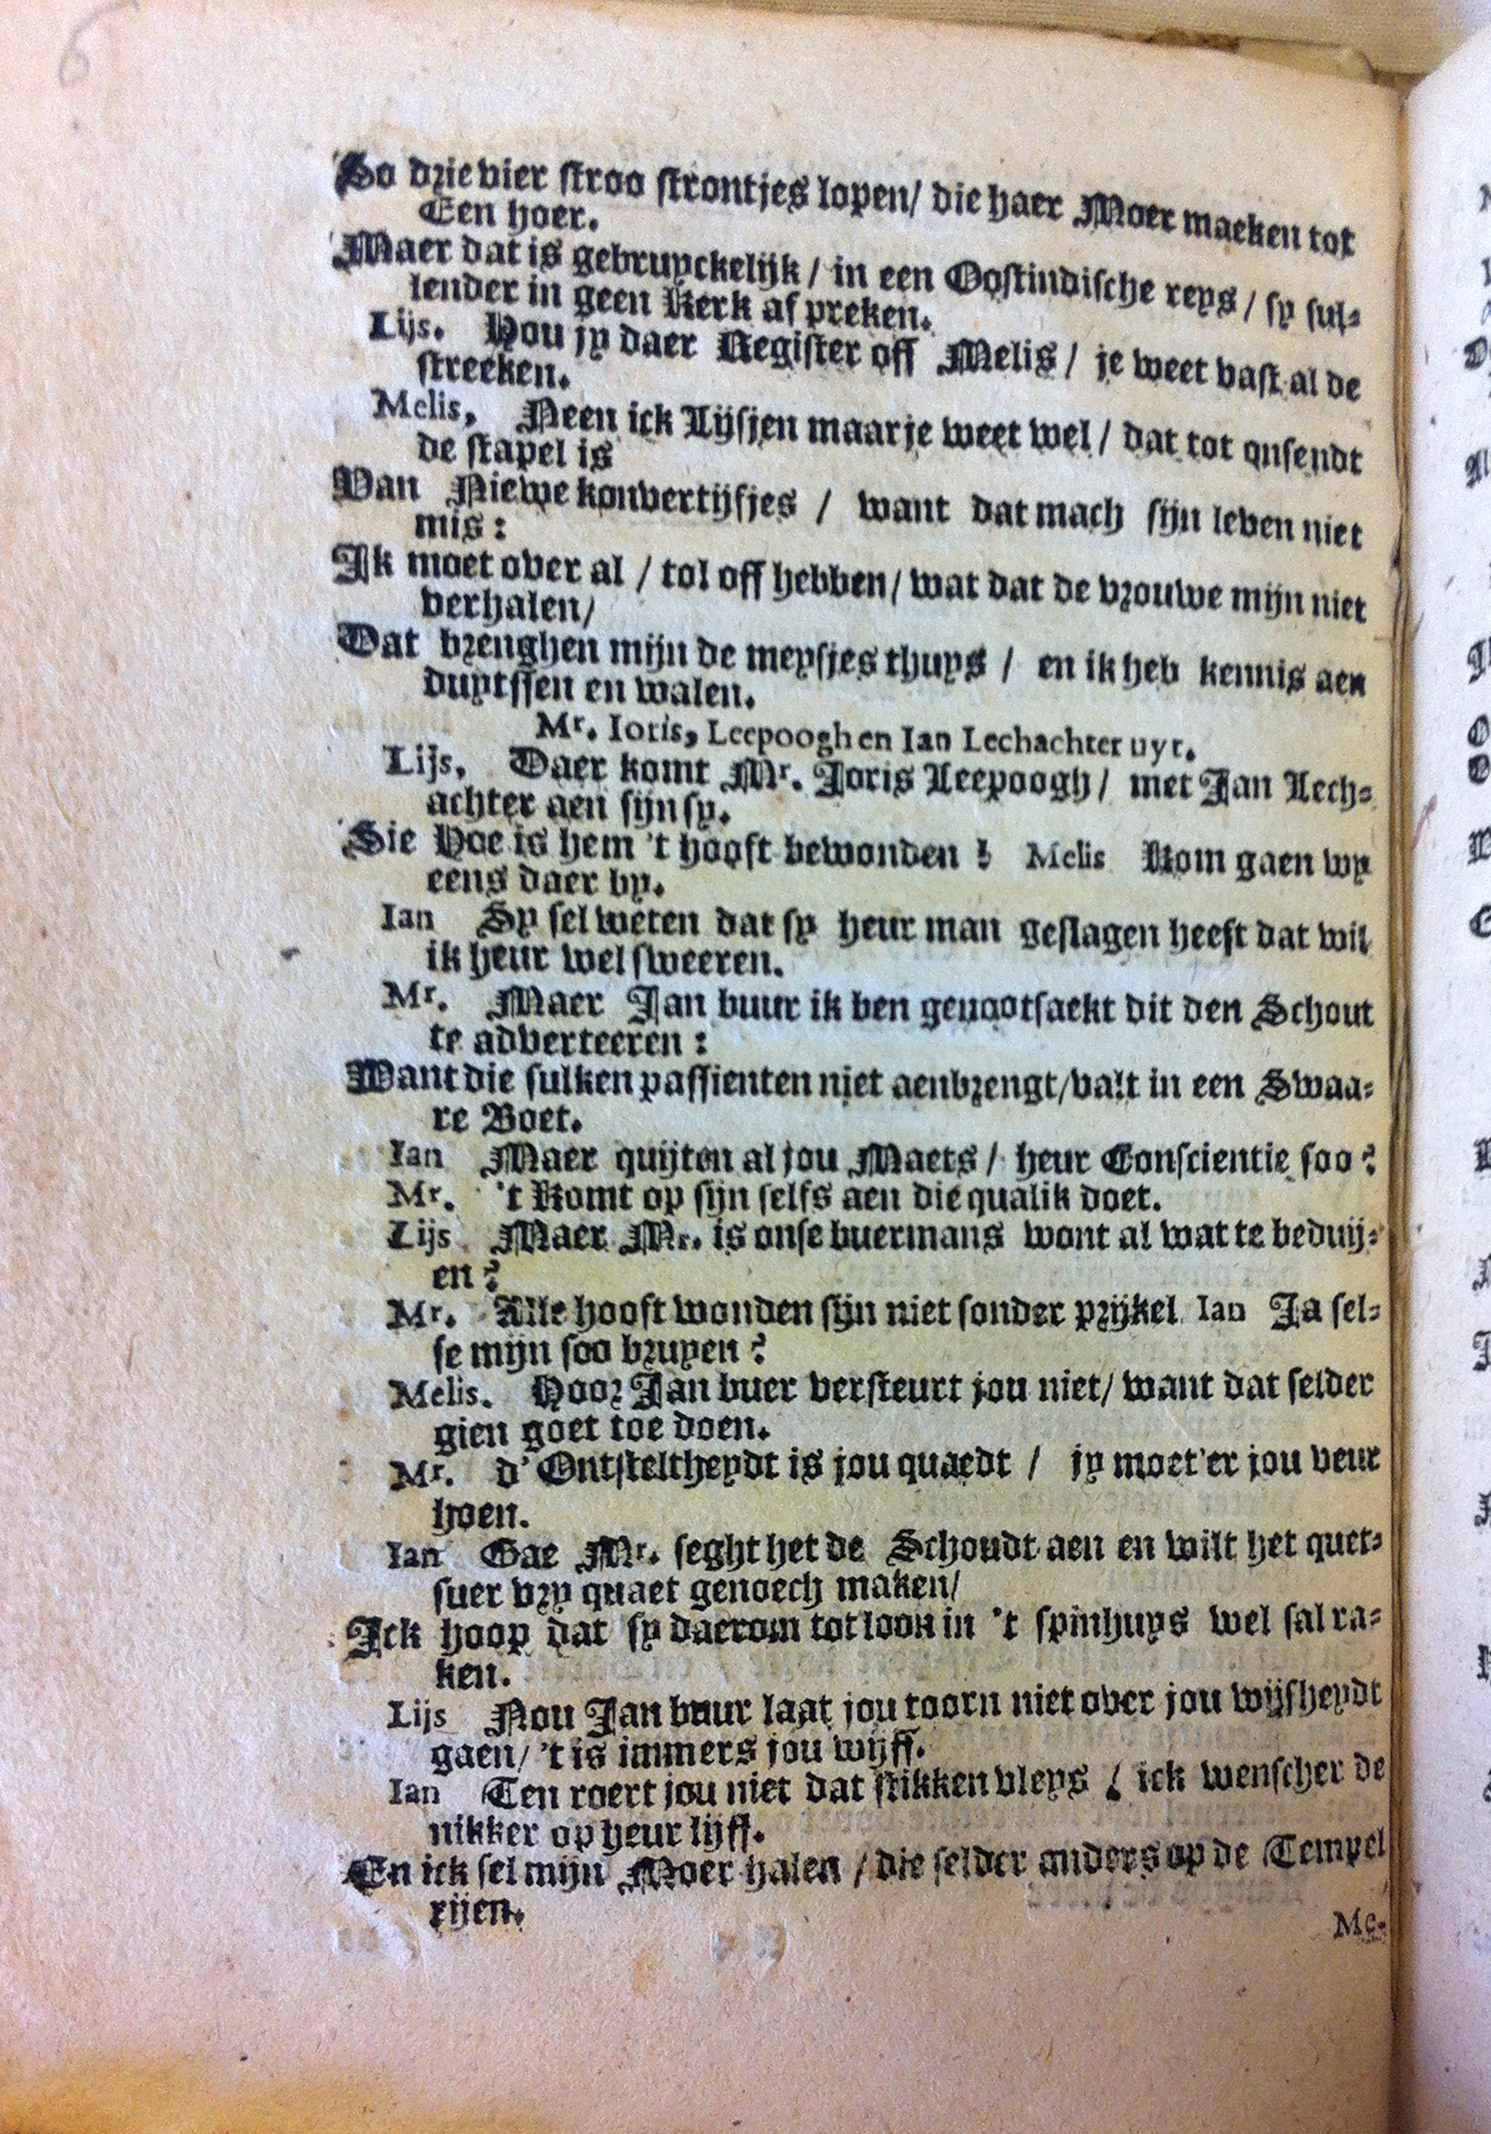 6
So drie vier stroo strontjes lopen/ die haer Moer maeken tot
Een hoer.
Maer dat is gebruyckelijk / in een Oostindische reys / sy sul-
lender in geen Kerk af preken.
Lijs. Hou jy daer Register off Melis / je weet vast al de
streeken.
Melis, Neen ick Lijsjen maar je weet wel / dat tot onsendt
de stapel is
Van Niewe konvertijsjes / want dat mach sijn leven niet
mis:
Ik moet over al / tol off hebben/ wat dat de vrouwe mijn niet
verhalen/
Dat brenghen mijn de meysjes thuys / en ik heb kennis aen
duytssen en walen.
Mr. Ioris, Leepoogh en Ian Lechachter uyt.
Lijs. Daer komt Mr. Joris Leepoogh / met Jan Lech-
achter aen sijn sy.
Sie Hoe is hem 't hooft bewonden ! Melis Kom gaen wy
eens daer by.
Ian Sy sel weten dat sy heur man geslagen heeft dat wil
ik heur wel sweeren.
Mr. Maer Jan buur ik ben genootsaekt dit den Schout
te adverteeren:
Want die sulken passienten niet aenbrengt/valt in een Swaa-
re Boet.
Ian Maer quijten al jou Maets / heur Conscientie soo?
Mr. 't Komt op sijn selfs aen die qualik doet.
Lijs Maer Mr. is onse buermans wont al wat te beduij-
en?
Mr. Alle hooft wonden sijn niet sonder prijkel Ian Ja sel-
se mijn soo bruyen?
Melis. Hoor Jan buer versteurt jou niet/ want dat selder
gien goet toe doen.
Mr. d'Ontsteltheydt is jou quaedt / jy moet'er jou veur
hoen.
Ian Gae Mr. seght het de Schoudt aen en wilt het quet-
suer vry quaet genoech maken/
Ick hoop dat sy daerom tot loon in 't spinhuys wel sal ra-
ken.
Lijs Nou Jan buur laat jou toorn niet over jou wijsheydt
gaen/ 't is immers jou wijff.
Ian Ten roert jou niet dat stikken vleys / ick wenscher de
nikker op heur lijff.
En ick sel mijn Moer halen / die selder anders op de Tempel
rijen.
Me-